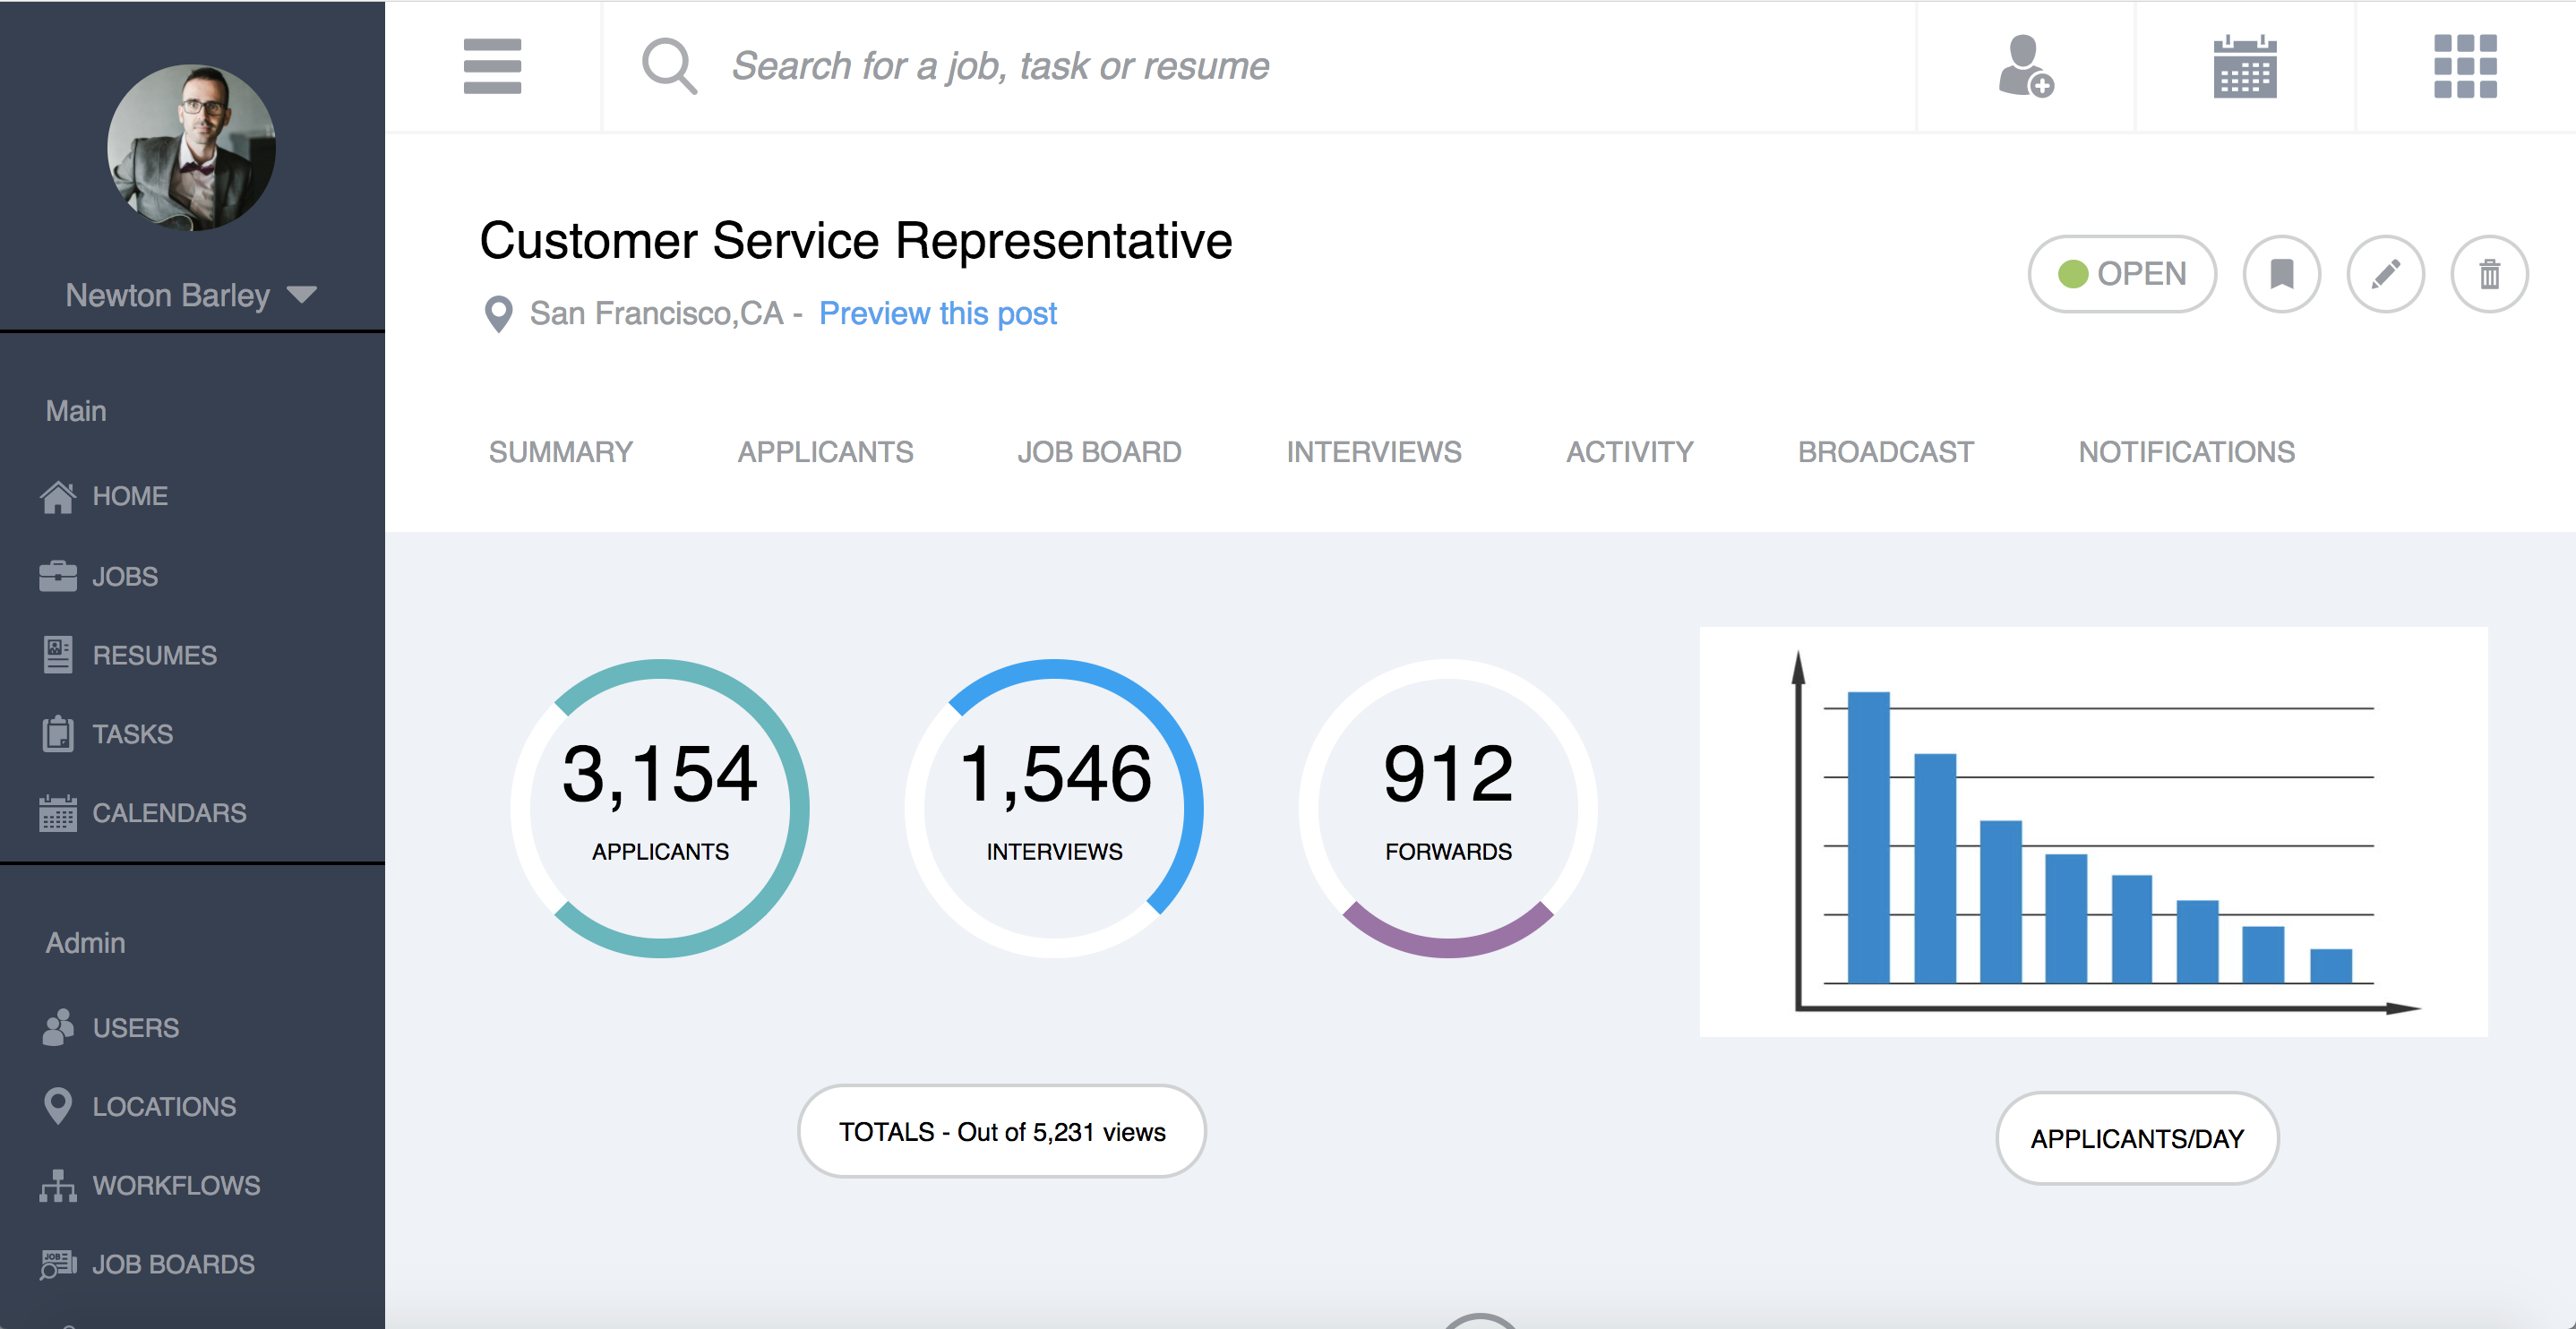 Newton Barley
Main
HOME
JOBS
RESUMES
TASKS
CALENDARS
Admin
USERS
LOCATIONS
WORKFLOWS
JOB BOARDS
Search for a job, task or resume
Customer Service Representative
San Francisco,CA - Preview this post
OPEN
SUMMARY APPLICANTS JOB BOARD INTERVIEWS ACTIVITY BROADCAST NOTIFICATIONS
3,154
APPLICANTS
1,546
INTERVIEWS
912
FORWARDS
TOTALS - Out of 5,231 views
APPLICANTS/DAY